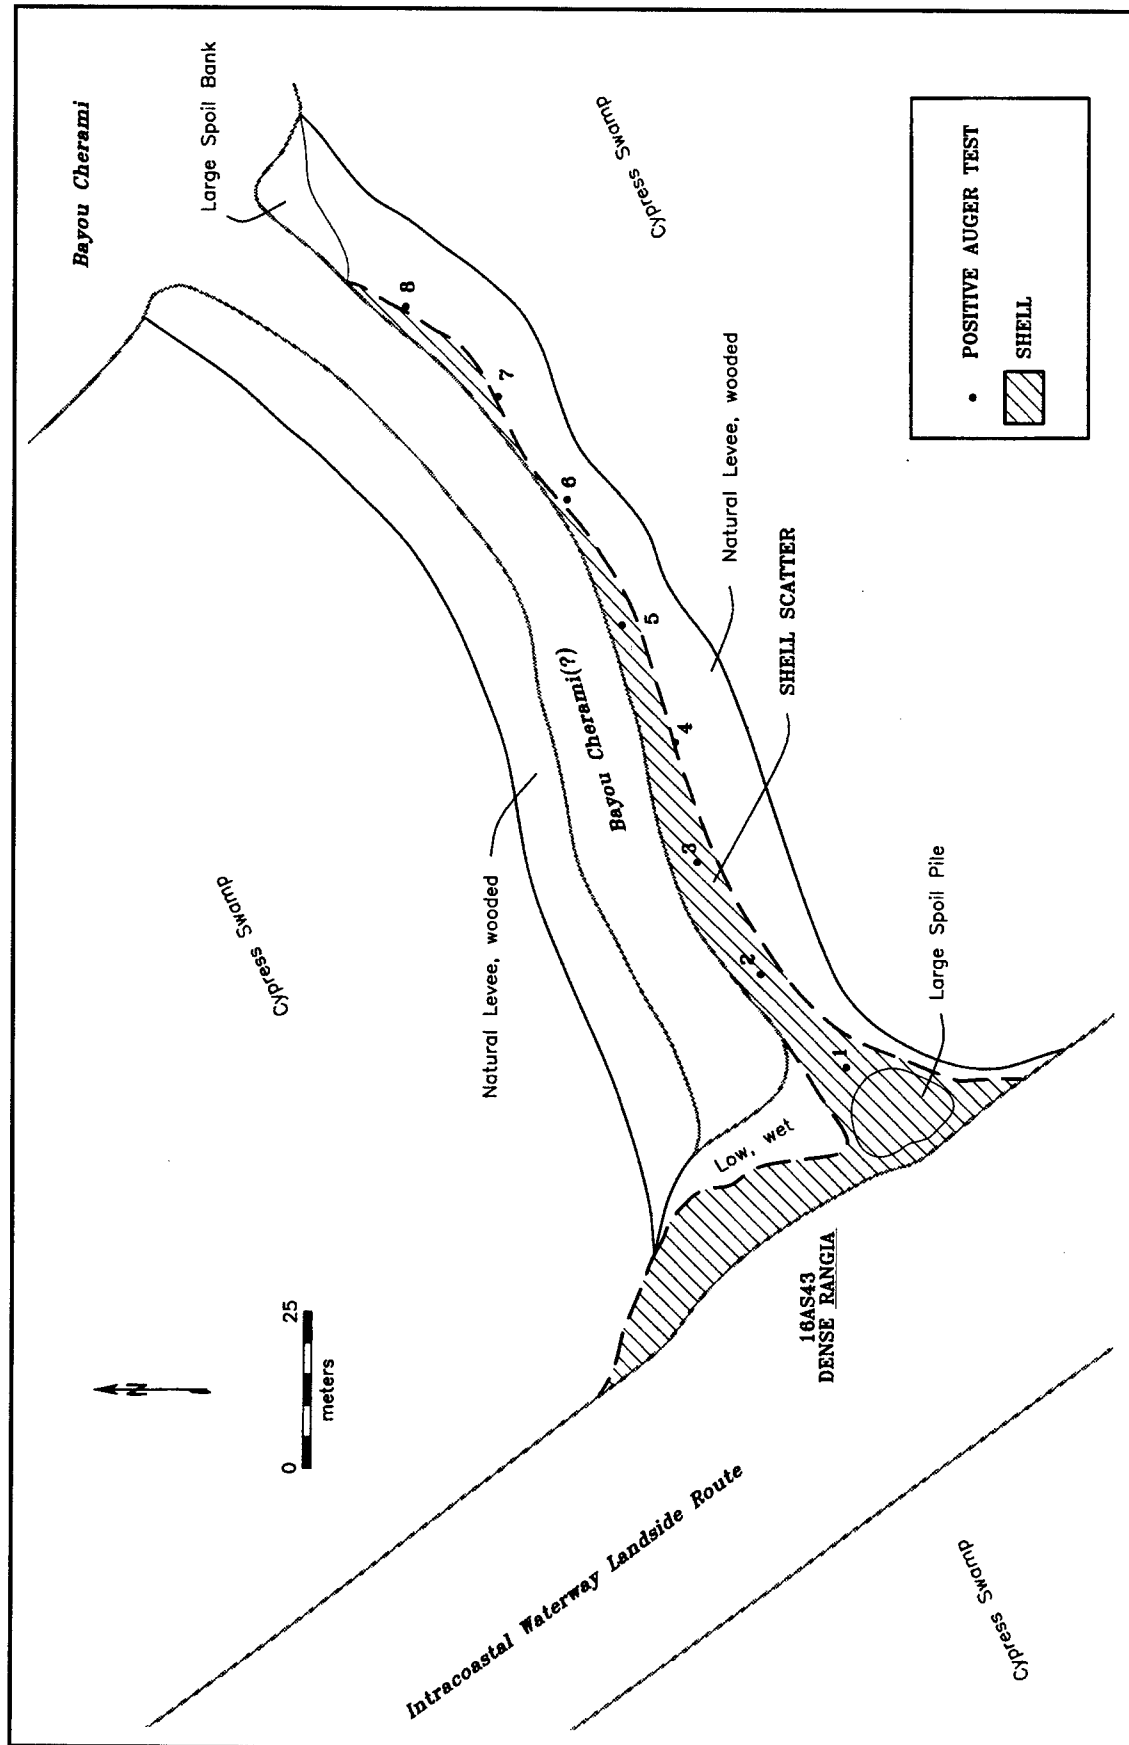 Bayou Cherami
Large Spoil Bank
Cypress Swamp
8
7
6
5
4
3
2
1
Natural Levee, wooded
SHELL SCATTER
Bayou Cherami(?)
Natural Levee, wooded
Cypress Swamp
Large Spoil Pile
Low, wet
16AS43
DENSE RANGIA
Intracoastal Waterway Landside Route
Cypress Swamp
N
0 25
meters
POSITIVE AUGER TEST
SHELL